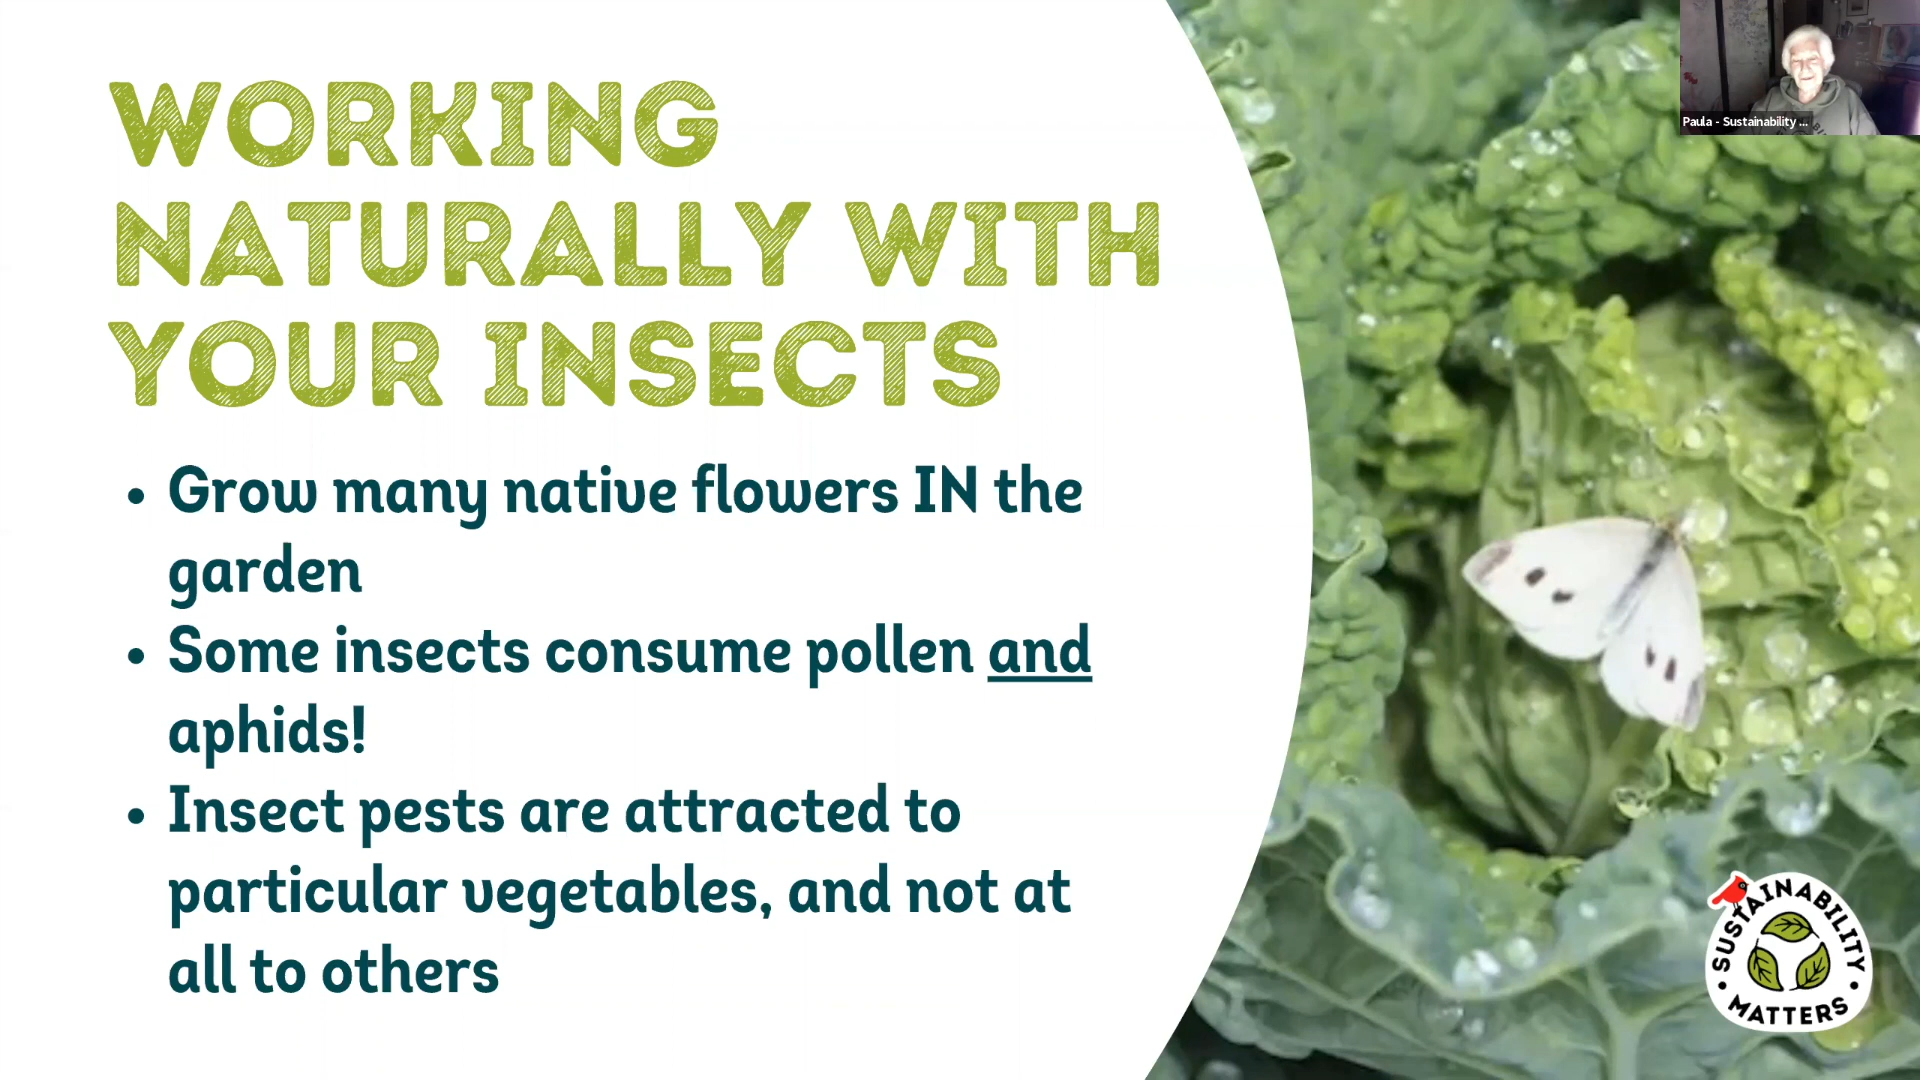 WORKING
NATURALLY WITH
YOUR INSECTS
• Grow many native flowers IN the
garden
• Some insects consume pollen and
aphids!
• Insect pests are attracted to
particular vegetables, and not at
all to others
Paula - Sustainability ...
SUSTAINABILITY
• MATTERS •